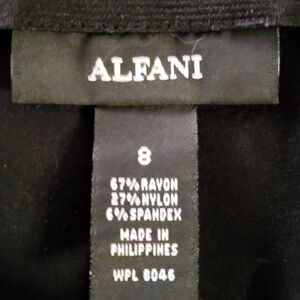 ALFANI
8
67% RAYON
27% NYLON
6% SPANDEX
MADE IN
PHILIPPINES
WPL 8046